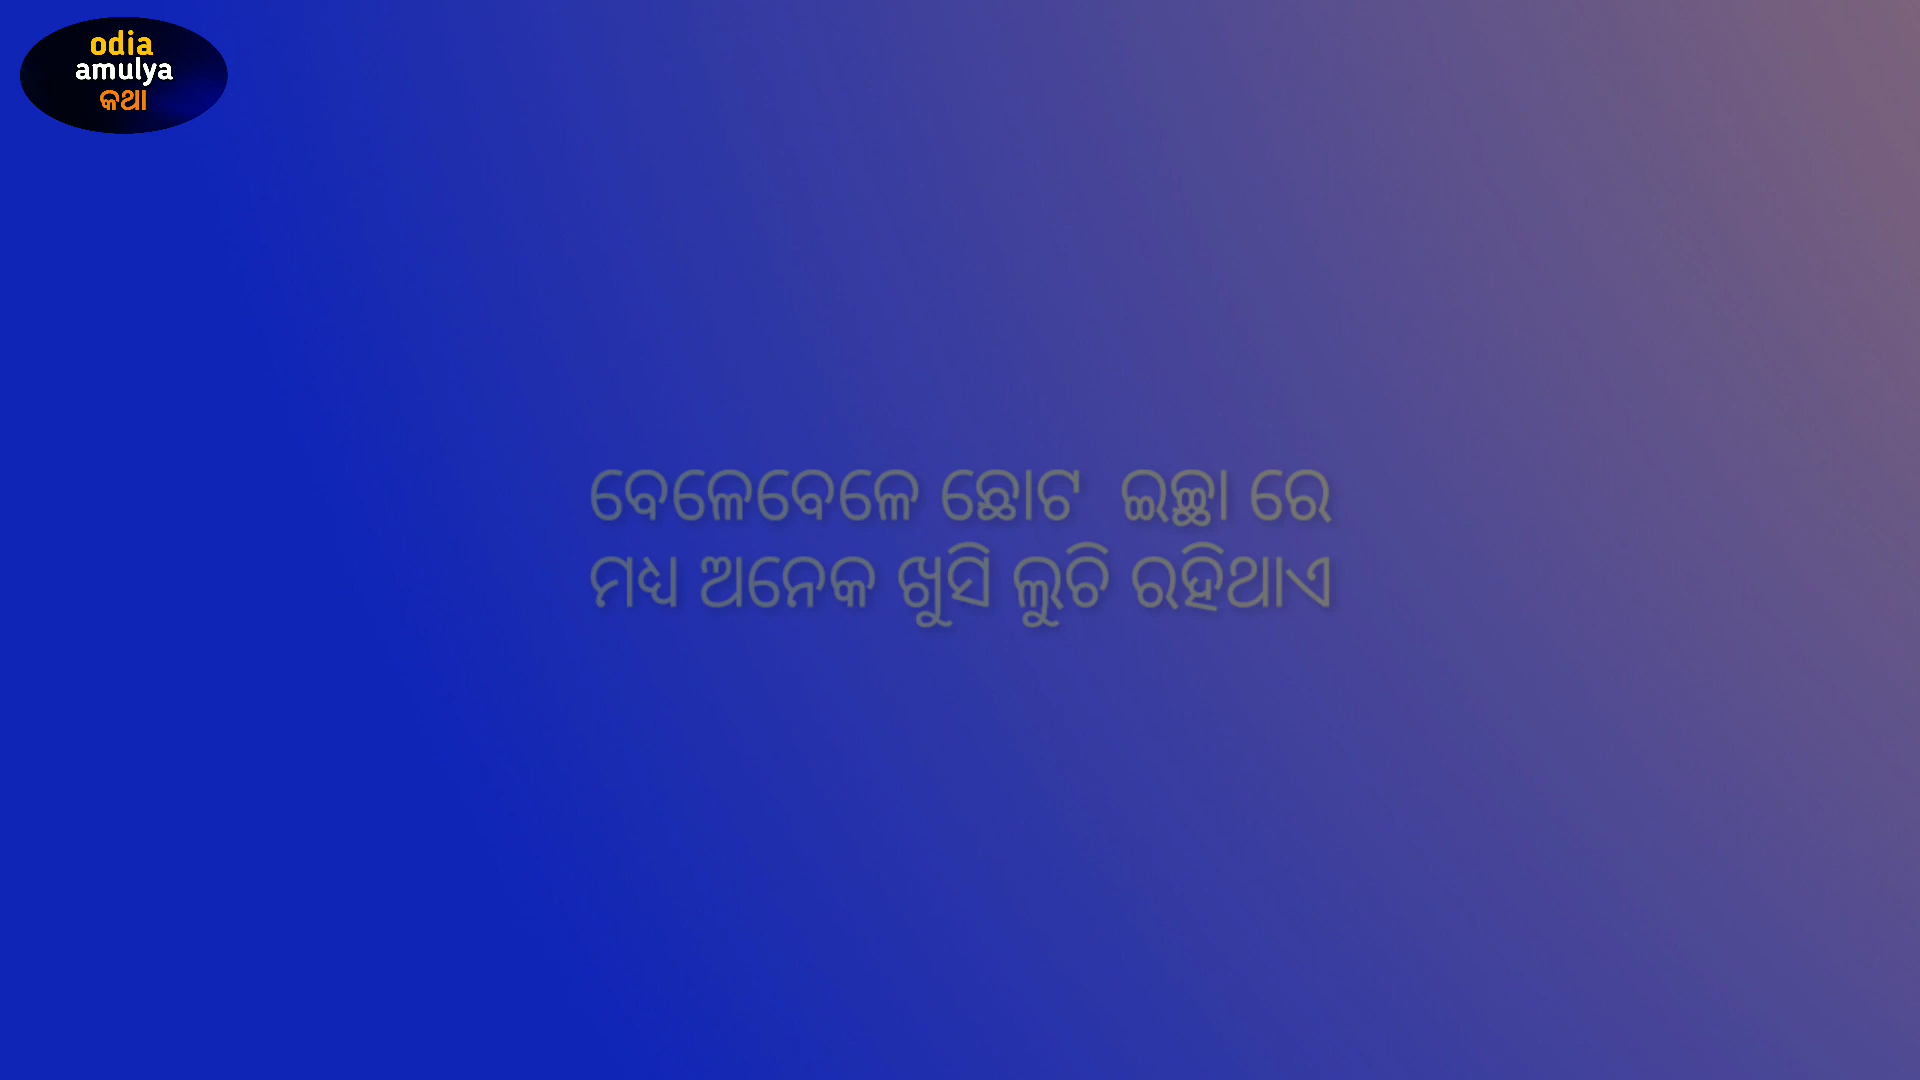 odia
amulya
କଥା
ବେଳେବେଳେ ଛୋଟ ଇଚ୍ଛା ରେ
ମଧ୍ୟ ଅନେକ ଖୁସି ଲୁଚି ରହିଥାଏ